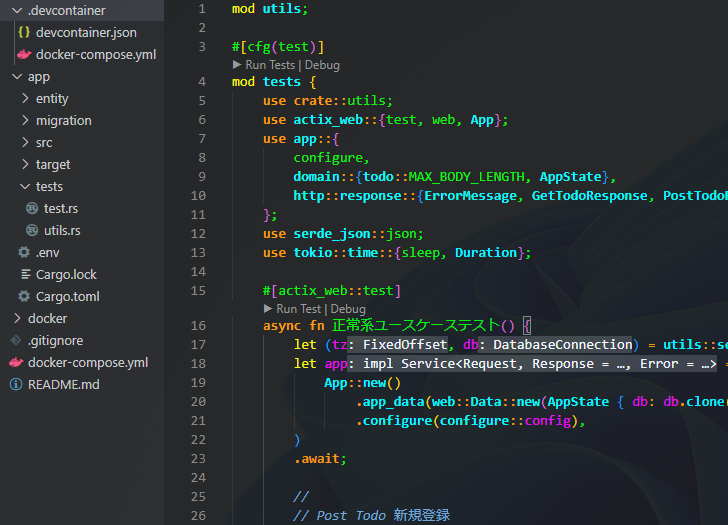 .devcontainer
devcontainer.json
docker-compose.yml
app
entity
migration
src
target
tests
test.rs
utils.rs
.env
Cargo.lock
Cargo.toml
docker
.gitignore
docker-compose.yml
README.md
1 mod utils;
2
3 #[cfg(test)]
Run Tests | Debug
4 mod tests {
5 use crate::utils;
6 use actix_web::{test, web, App};
7 use app::{
8 configure,
9 domain::{todo::MAX_BODY_LENGTH, AppState},
10 http::response::{ErrorMessage, GetTodoResponse, PostTodoR
11 };
12 use serde_json::json;
13 use tokio::time::{sleep, Duration};
14
15 #[actix_web::test]
Run Test | Debug
16 async fn 正常系ユースケーステスト() {
17 let (tz: FixedOffset, db: DatabaseConnection) = utils::se
18 let app: impl Service<Request, Response = …, Error = …> =
19 App::new()
20 .app_data(web::Data::new(AppState { db: db.clone(
21 .configure(configure::config),
22 )
23 .await;
24
25 //
26 // Post Todo 新規登録